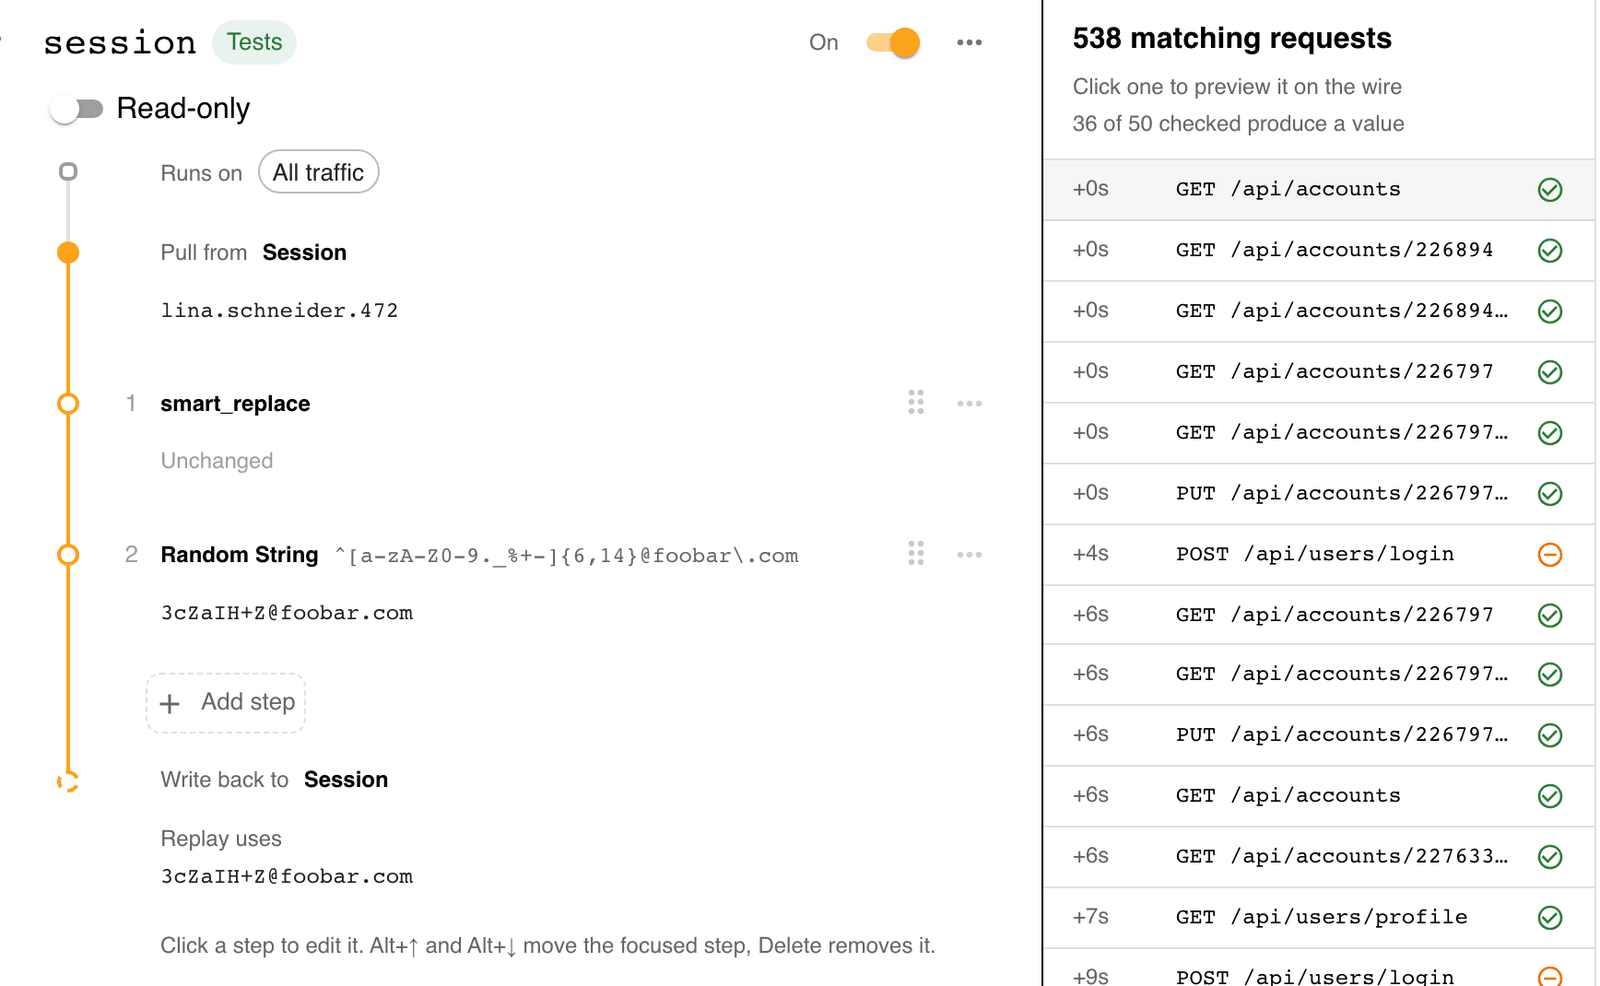 session Tests On
Read-only
Runs on All traffic
Pull from Session
lina.schneider.472
1 smart_replace
Unchanged
2 Random String ^[a-zA-Z0-9._%+-]{6,14}@foobar\.com
3cZaIH+Z@foobar.com
+ Add step
Write back to Session
Replay uses
3cZaIH+Z@foobar.com
Click a step to edit it. Alt+↑ and Alt+↓ move the focused step, Delete removes it.
538 matching requests
Click one to preview it on the wire
36 of 50 checked produce a value
+0s GET /api/accounts
+0s GET /api/accounts/226894
+0s GET /api/accounts/226894…
+0s GET /api/accounts/226797
+0s GET /api/accounts/226797…
+0s PUT /api/accounts/226797…
+4s POST /api/users/login
+6s GET /api/accounts/226797
+6s GET /api/accounts/226797…
+6s PUT /api/accounts/226797…
+6s GET /api/accounts
+6s GET /api/accounts/227633…
+7s GET /api/users/profile
+9s POST /api/users/login